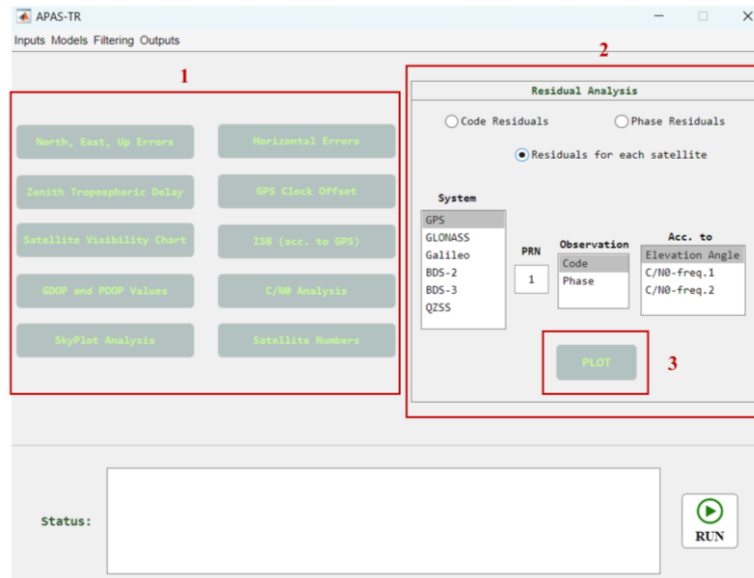 APAS-TR
Inputs Models Filtering Outputs
1
2
North, East, Up Errors
Horizontal Errors
Zenith Tropospheric Delay
GPS Clock Offset
Satellite Visibility Chart
ISB (acc. to GPS)
GDOP and PDOP Values
C/N0 Analysis
SkyPlot Analysis
Satellite Numbers
Residual Analysis
Code Residuals
Phase Residuals
Residuals for each satellite
System
GPS
GLONASS
Galileo
BDS-2
BDS-3
QZSS
PRN
1
Observation
Code
Phase
Acc. to
Elevation Angle
C/N0-freq.1
C/N0-freq.2
PLOT
3
Status:
RUN